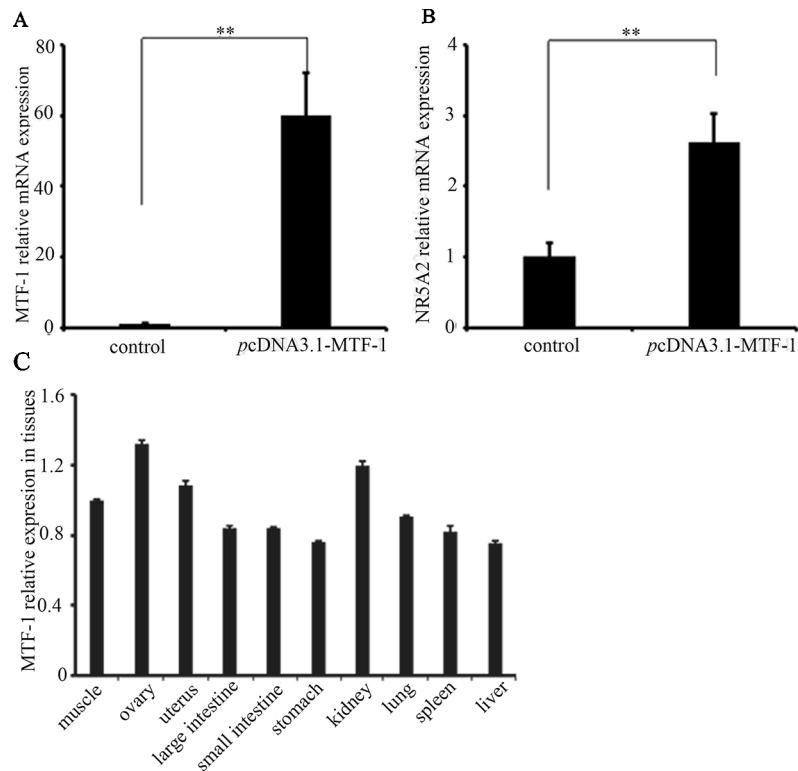 A
MTF-1 relative mRNA expression
80
60
40
20
0
**
control
pcDNA3.1-MTF-1
B
NR5A2 relative mRNA expression
4
3
2
1
0
**
control
pcDNA3.1-MTF-1
C
MTF-1 relative expresion in tissues
1.6
1.2
0.8
0.4
0
muscle
ovary
uterus
large intestine
small intestine
stomach
kidney
lung
spleen
liver